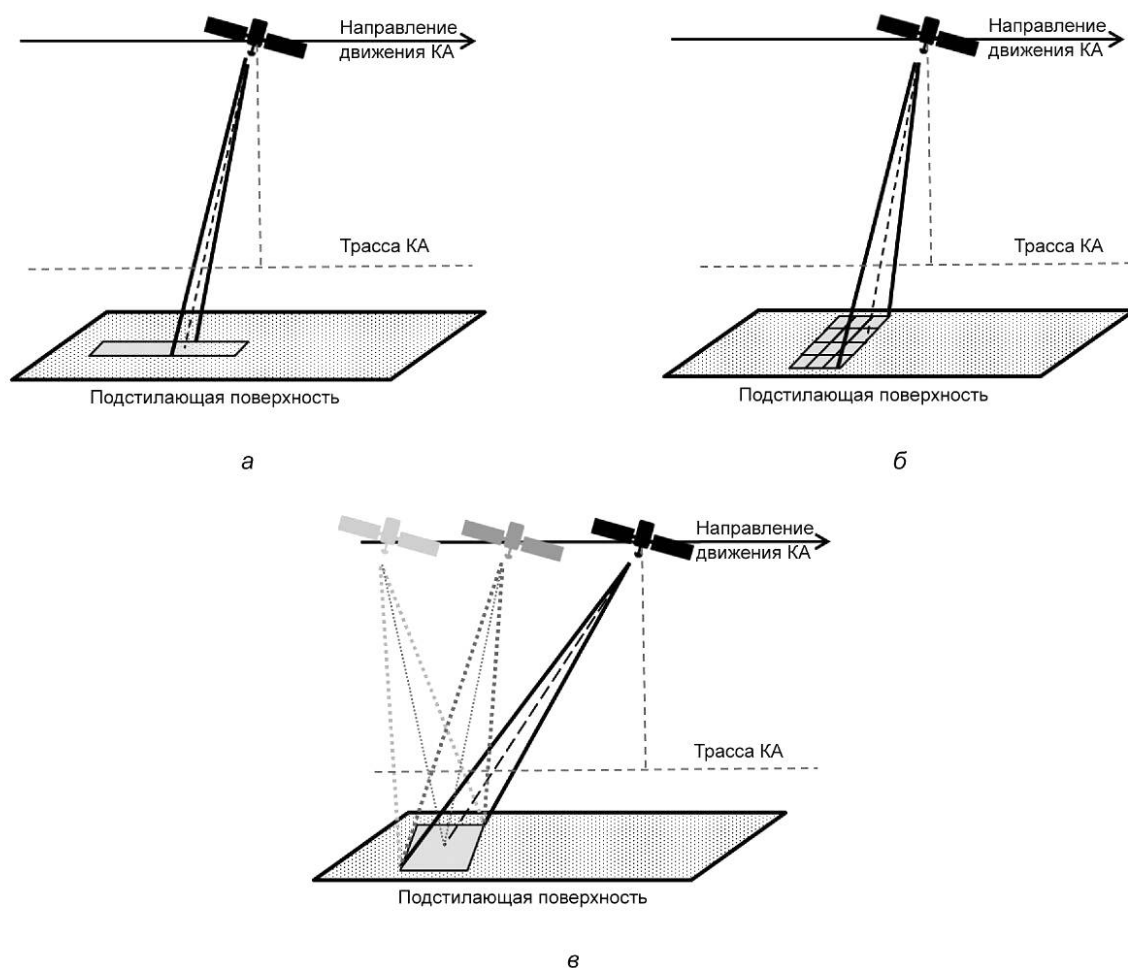 Направление
движения КА
Трасса КА
Подстилающая поверхность
а
Направление
движения КА
Трасса КА
Подстилающая поверхность
б
Направление
движения КА
Трасса КА
Подстилающая поверхность
в